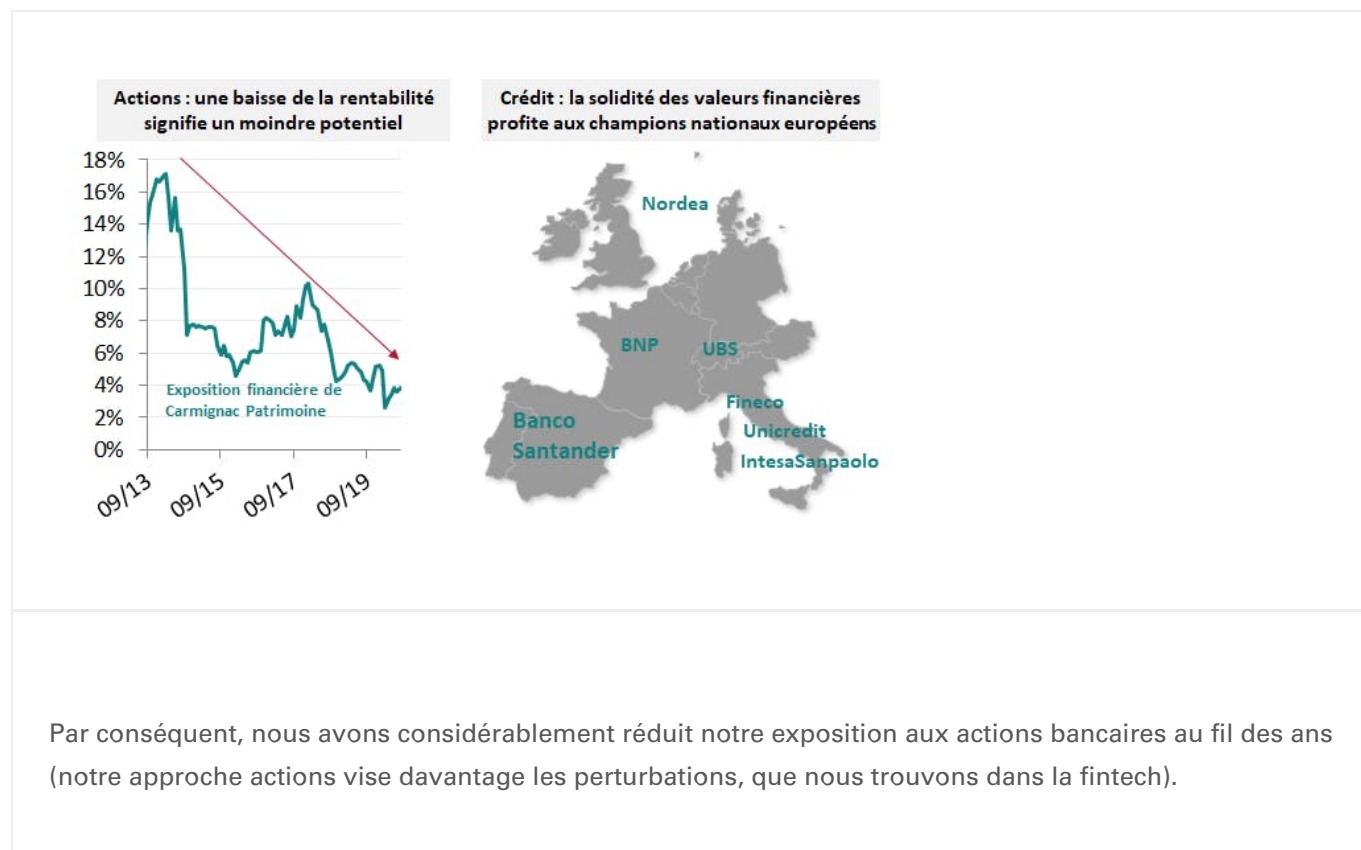 Actions : une baisse de la rentabilité
signifie un moindre potentiel
18%
16%
14%
12%
10%
8%
6%
4%
2%
0%
Exposition financière de
Carmignac Patrimoine
09/13
09/15
09/17
09/19
Crédit : la solidité des valeurs financières
profite aux champions nationaux européens
Nordea
BNP
UBS
Fineco
Banco
Santander
Unicredit
IntesaSanpaolo
Par conséquent, nous avons considérablement réduit notre exposition aux actions bancaires au fil des ans
(notre approche actions vise davantage les perturbations, que nous trouvons dans la fintech).